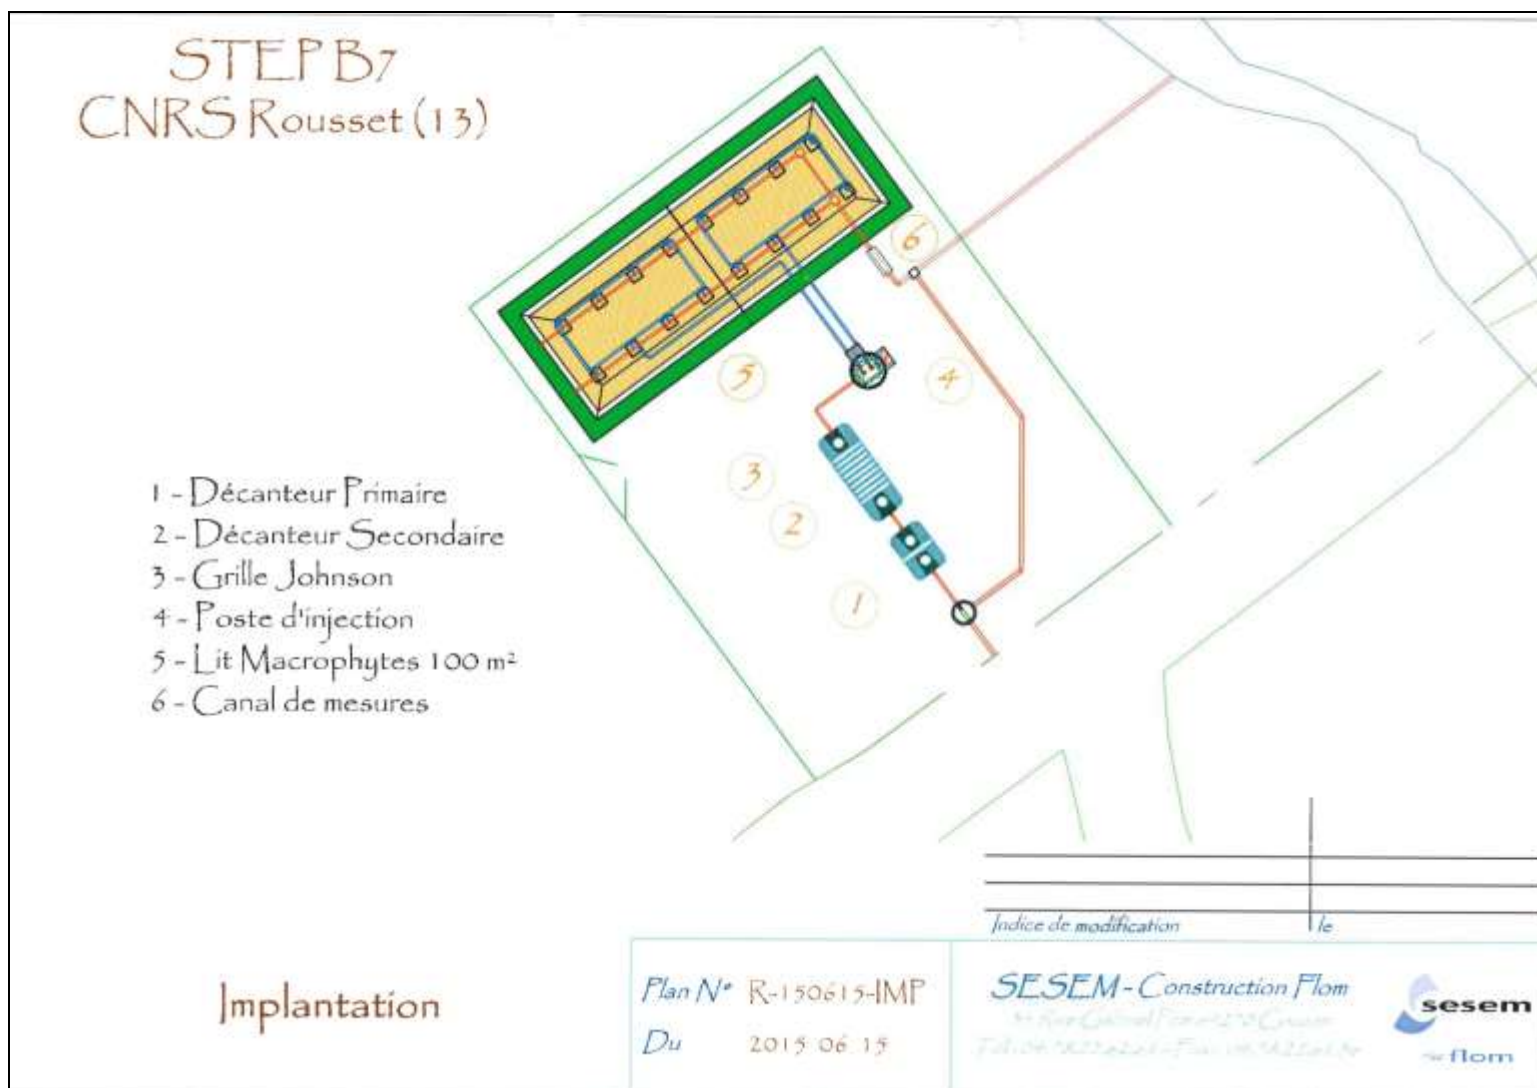 STEP B7
CNRS Rousset (13)
6
5
4
3
2
1
1 - Décanteur Primaire
2 - Décanteur Secondaire
3 - Grille Johnson
4 - Poste d'injection
5 - Lit Macrophytes 100 m²
6 - Canal de mesures
Indice de modification le
Implantation
Plan N° R-150615-IMP
Du 2015 06 15
SESEM - Construction Flom
sesem
flom